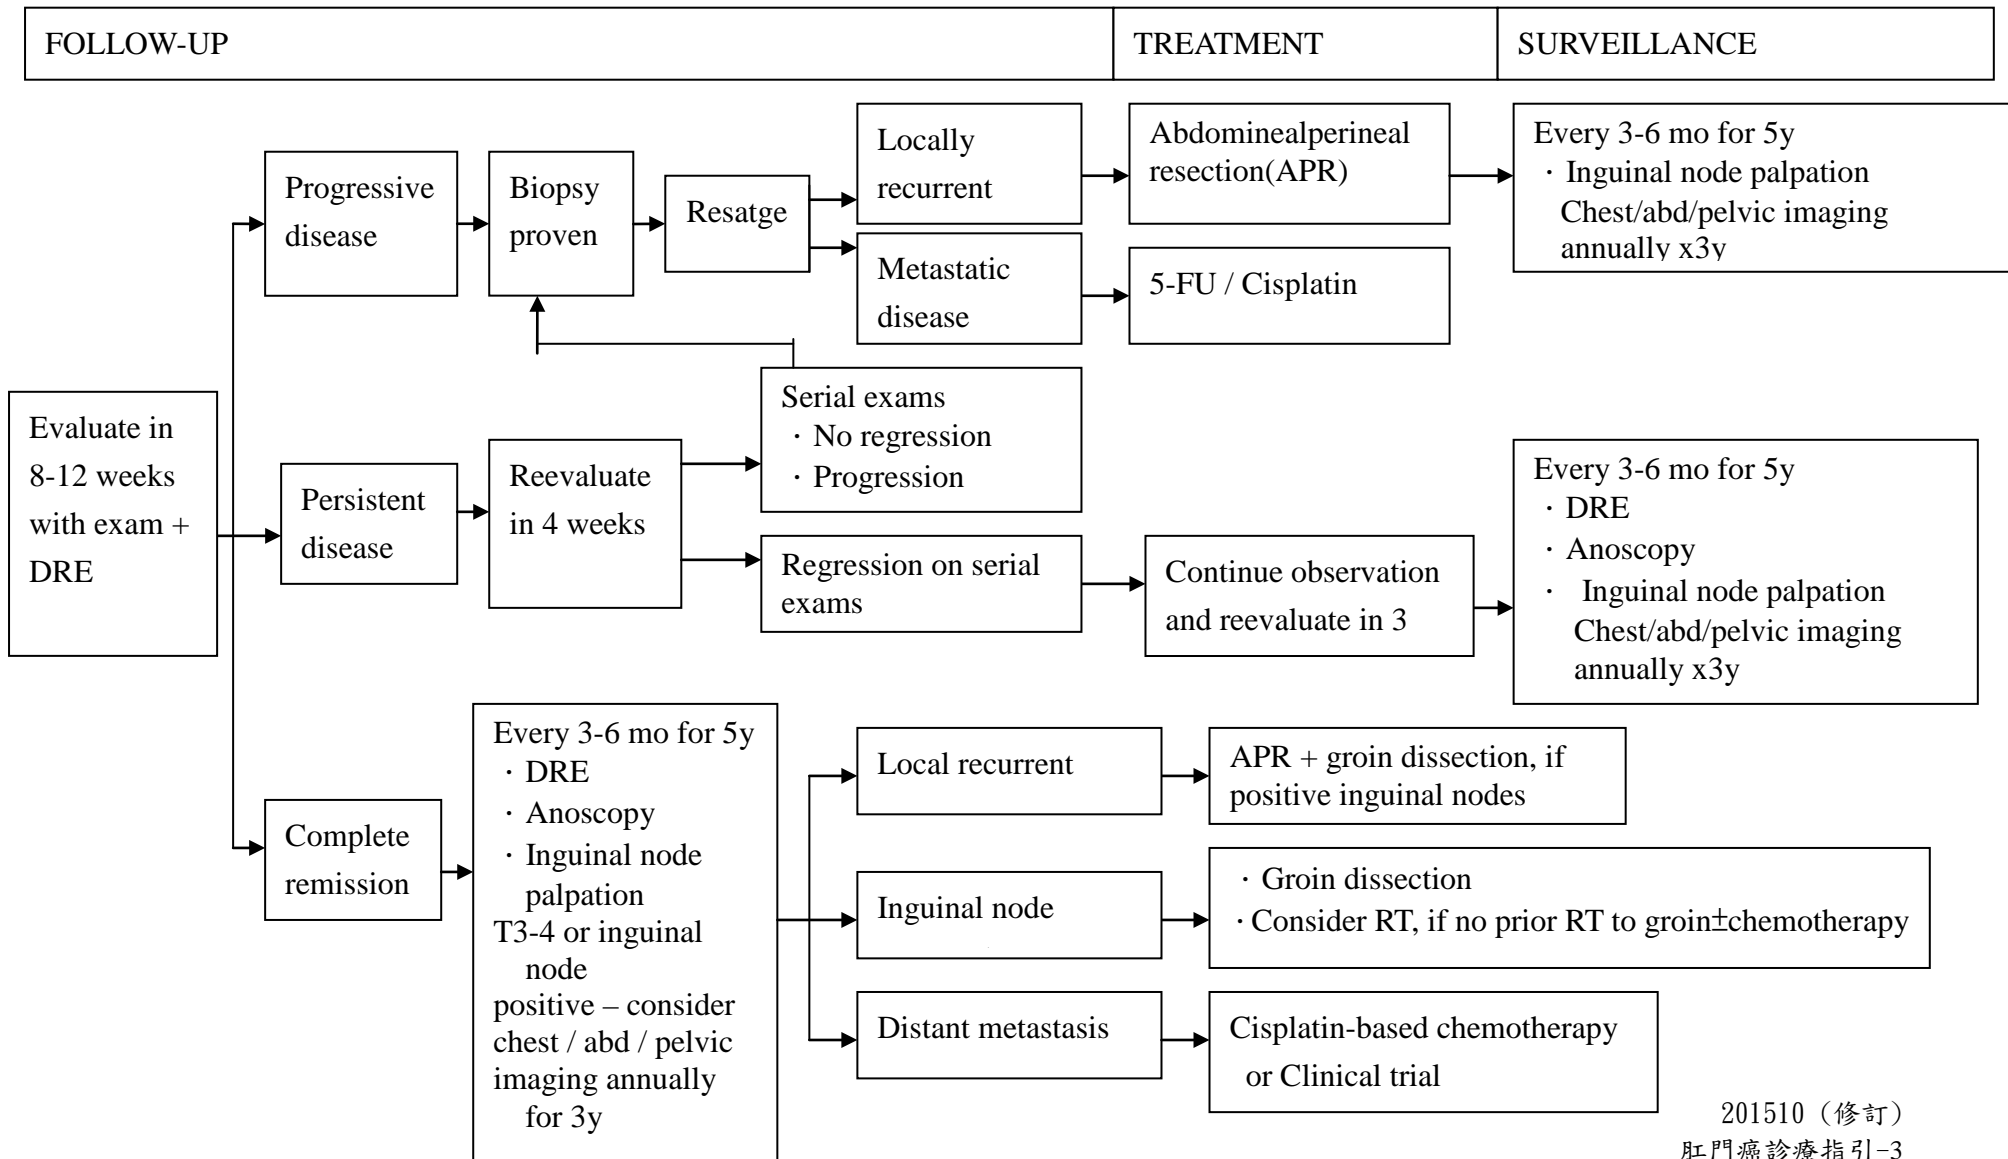 FOLLOW-UP
TREATMENT
SURVEILLANCE
Evaluate in
8-12 weeks
with exam +
DRE
Progressive
disease
Biopsy
proven
Resatge
Locally
recurrent
Abdominealperineal
resection(APR)
Every 3-6 mo for 5y
· Inguinal node palpation
Chest/abd/pelvic imaging
annually x3y
Metastatic
disease
5-FU / Cisplatin
Persistent
disease
Reevaluate
in 4 weeks
Serial exams
· No regression
· Progression
Regression on serial
exams
Continue observation
and reevaluate in 3
Every 3-6 mo for 5y
· DRE
· Anoscopy
· Inguinal node palpation
Chest/abd/pelvic imaging
annually x3y
Complete
remission
Every 3-6 mo for 5y
· DRE
· Anoscopy
· Inguinal node
palpation
T3-4 or inguinal
node
positive – consider
chest / abd / pelvic
imaging annually
for 3y
Local recurrent
APR + groin dissection, if
positive inguinal nodes
Inguinal node
· Groin dissection
· Consider RT, if no prior RT to groin±chemotherapy
Distant metastasis
Cisplatin-based chemotherapy
or Clinical trial
201510 (修訂)
肛門癌診療指引-3